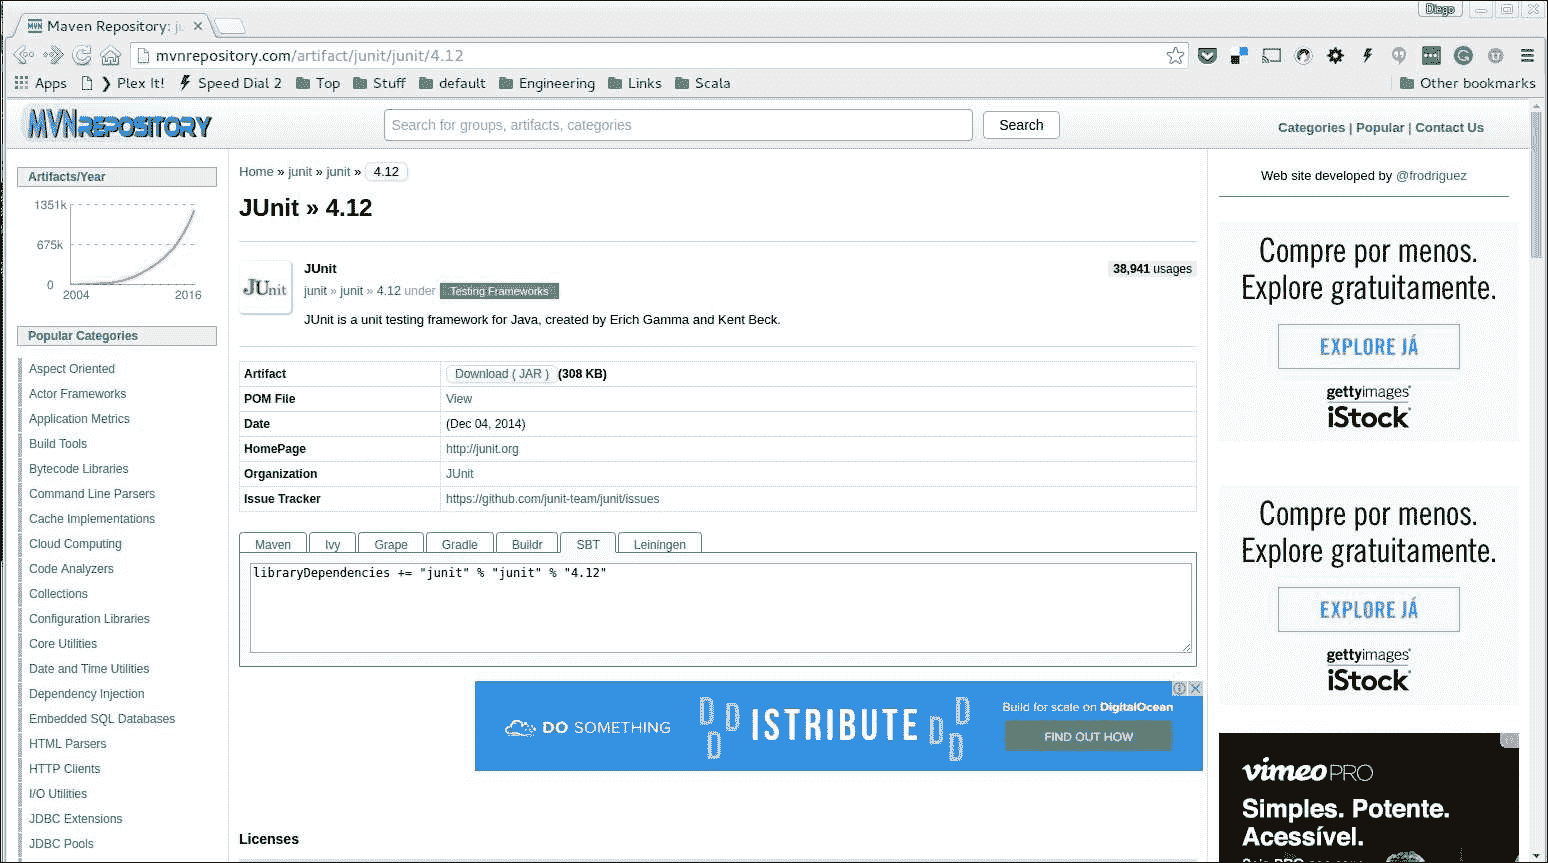 Diego
Maven Repository: ju
mvnrepository.com/artifact/junit/junit/4.12
Apps ❯ Plex It! Speed Dial 2 Top Stuff default Engineering Links Scala Other bookmarks
MVNREPOSITORY
Search for groups, artifacts, categories
Search
Categories | Popular | Contact Us
Artifacts/Year
1351k
675k
0
2004 2016
Popular Categories
Aspect Oriented
Actor Frameworks
Application Metrics
Build Tools
Bytecode Libraries
Command Line Parsers
Cache Implementations
Cloud Computing
Code Analyzers
Collections
Configuration Libraries
Core Utilities
Date and Time Utilities
Dependency Injection
Embedded SQL Databases
HTML Parsers
HTTP Clients
I/O Utilities
JDBC Extensions
JDBC Pools
Home » junit » junit » 4.12
JUnit » 4.12
JUnit
JUnit
38,941 usages
junit » junit » 4.12 under Testing Frameworks
JUnit is a unit testing framework for Java, created by Erich Gamma and Kent Beck.
Artifact Download ( JAR ) (308 KB)
POM File View
Date (Dec 04, 2014)
HomePage http://junit.org
Organization JUnit
Issue Tracker https://github.com/junit-team/junit/issues
Maven Ivy Grape Gradle Buildr SBT Leiningen
libraryDependencies += "junit" % "junit" % "4.12"
DO SOMETHING
D D D ISTRIBUTE D D D
Build for scale on DigitalOcean
FIND OUT HOW
Licenses
Web site developed by @frodriguez
Compre por menos.
Explore gratuitamente.
EXPLORE JÁ
gettyimages®
iStock
Compre por menos.
Explore gratuitamente.
EXPLORE JÁ
gettyimages®
iStock
vimeo PRO
Simples. Potente.
Acessível.